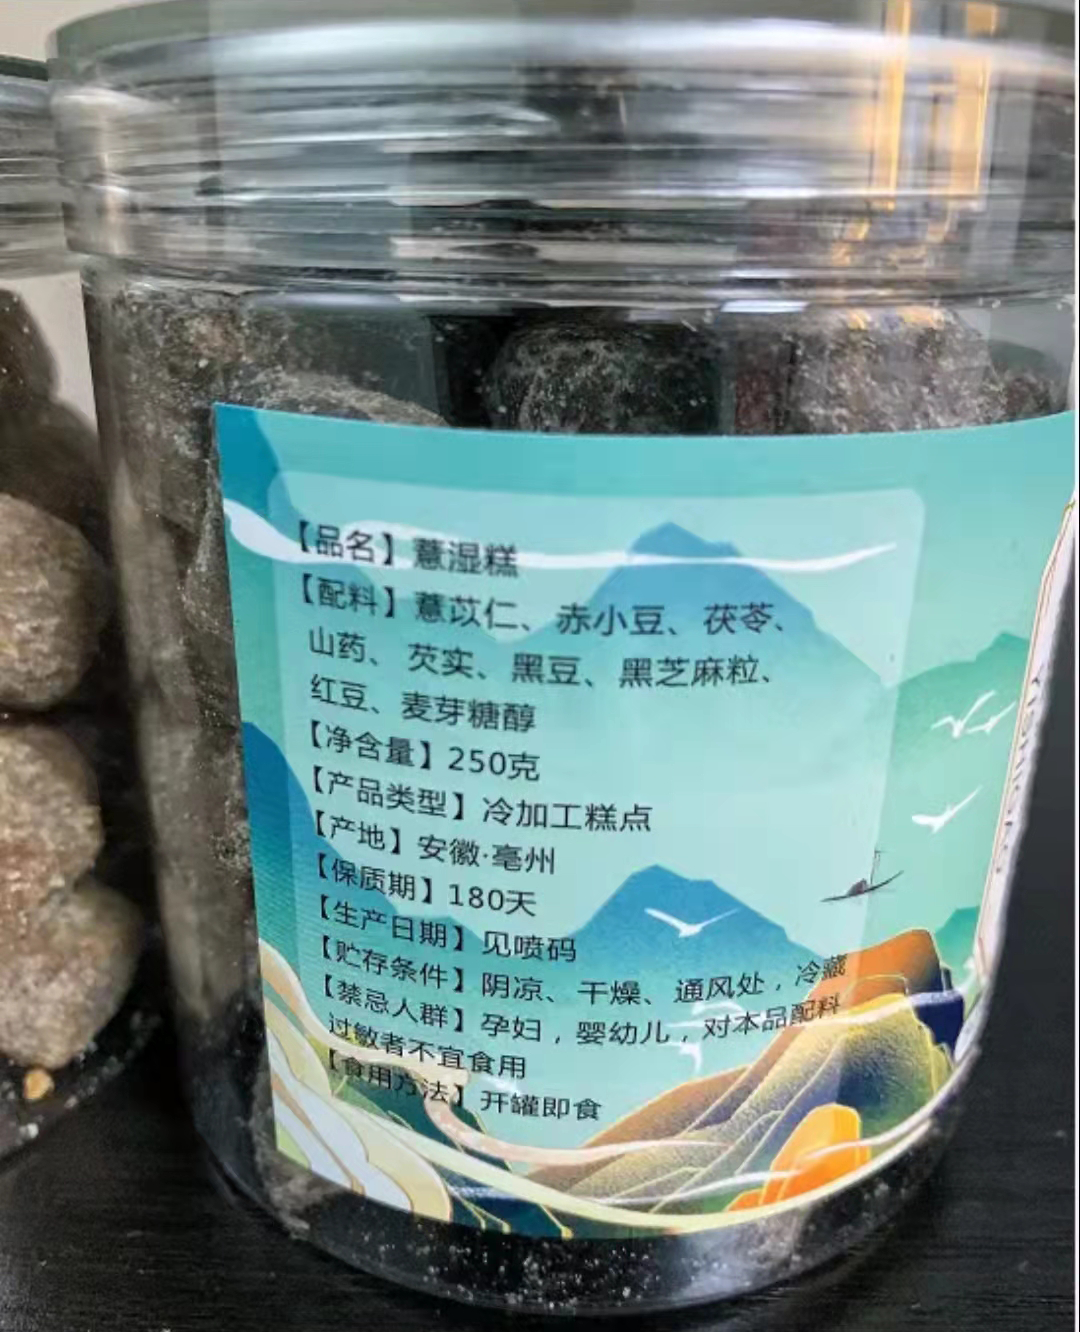 【品名】薏湿糕
【配料】薏苡仁、赤小豆、茯苓、
山药、芡实、黑豆、黑芝麻粒、
红豆、麦芽糖醇
【净含量】250克
【产品类型】冷加工糕点
【产地】安徽·亳州
【保质期】180天
【生产日期】见喷码
【贮存条件】阴凉、干燥、通风处，冷藏
【禁忌人群】孕妇，婴幼儿，对本品配料
过敏者不宜食用
【食用方法】开罐即食